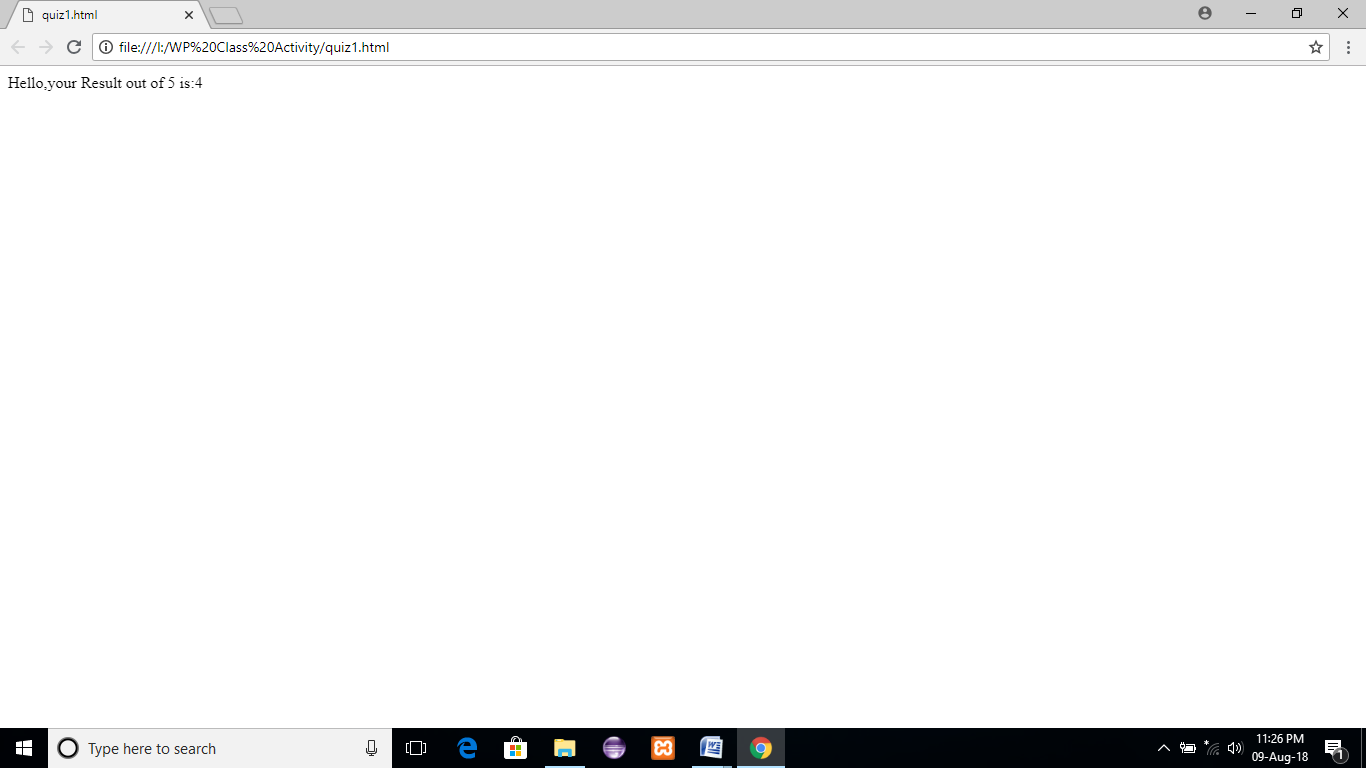 quiz1.html
file:///I:/WP%20Class%20Activity/quiz1.html
Hello,your Result out of 5 is:4
Type here to search
11:26 PM
09-Aug-18
1